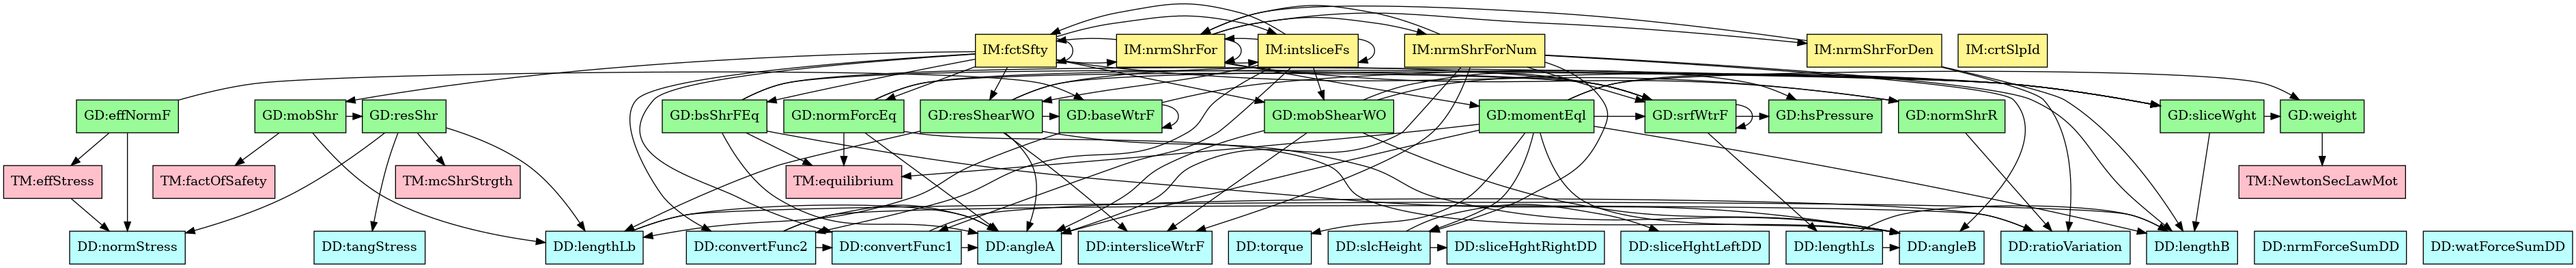 IM:fctSfty
IM:nrmShrFor
IM:intsliceFs
IM:nrmShrForNum
IM:nrmShrForDen
IM:crtSlpId
GD:effNormF
GD:mobShr
GD:resShr
GD:bsShrFEq
GD:normForcEq
GD:resShearWO
GD:baseWtrF
GD:mobShearWO
GD:momentEql
GD:srfWtrF
GD:hsPressure
GD:normShrR
GD:sliceWght
GD:weight
TM:effStress
TM:factOfSafety
TM:mcShrStrgth
TM:equilibrium
TM:NewtonSecLawMot
DD:normStress
DD:tangStress
DD:lengthLb
DD:convertFunc2
DD:convertFunc1
DD:angleA
DD:intersliceWtrF
DD:torque
DD:slcHeight
DD:sliceHghtRightDD
DD:sliceHghtLeftDD
DD:lengthLs
DD:angleB
DD:ratioVariation
DD:lengthB
DD:nrmForceSumDD
DD:watForceSumDD